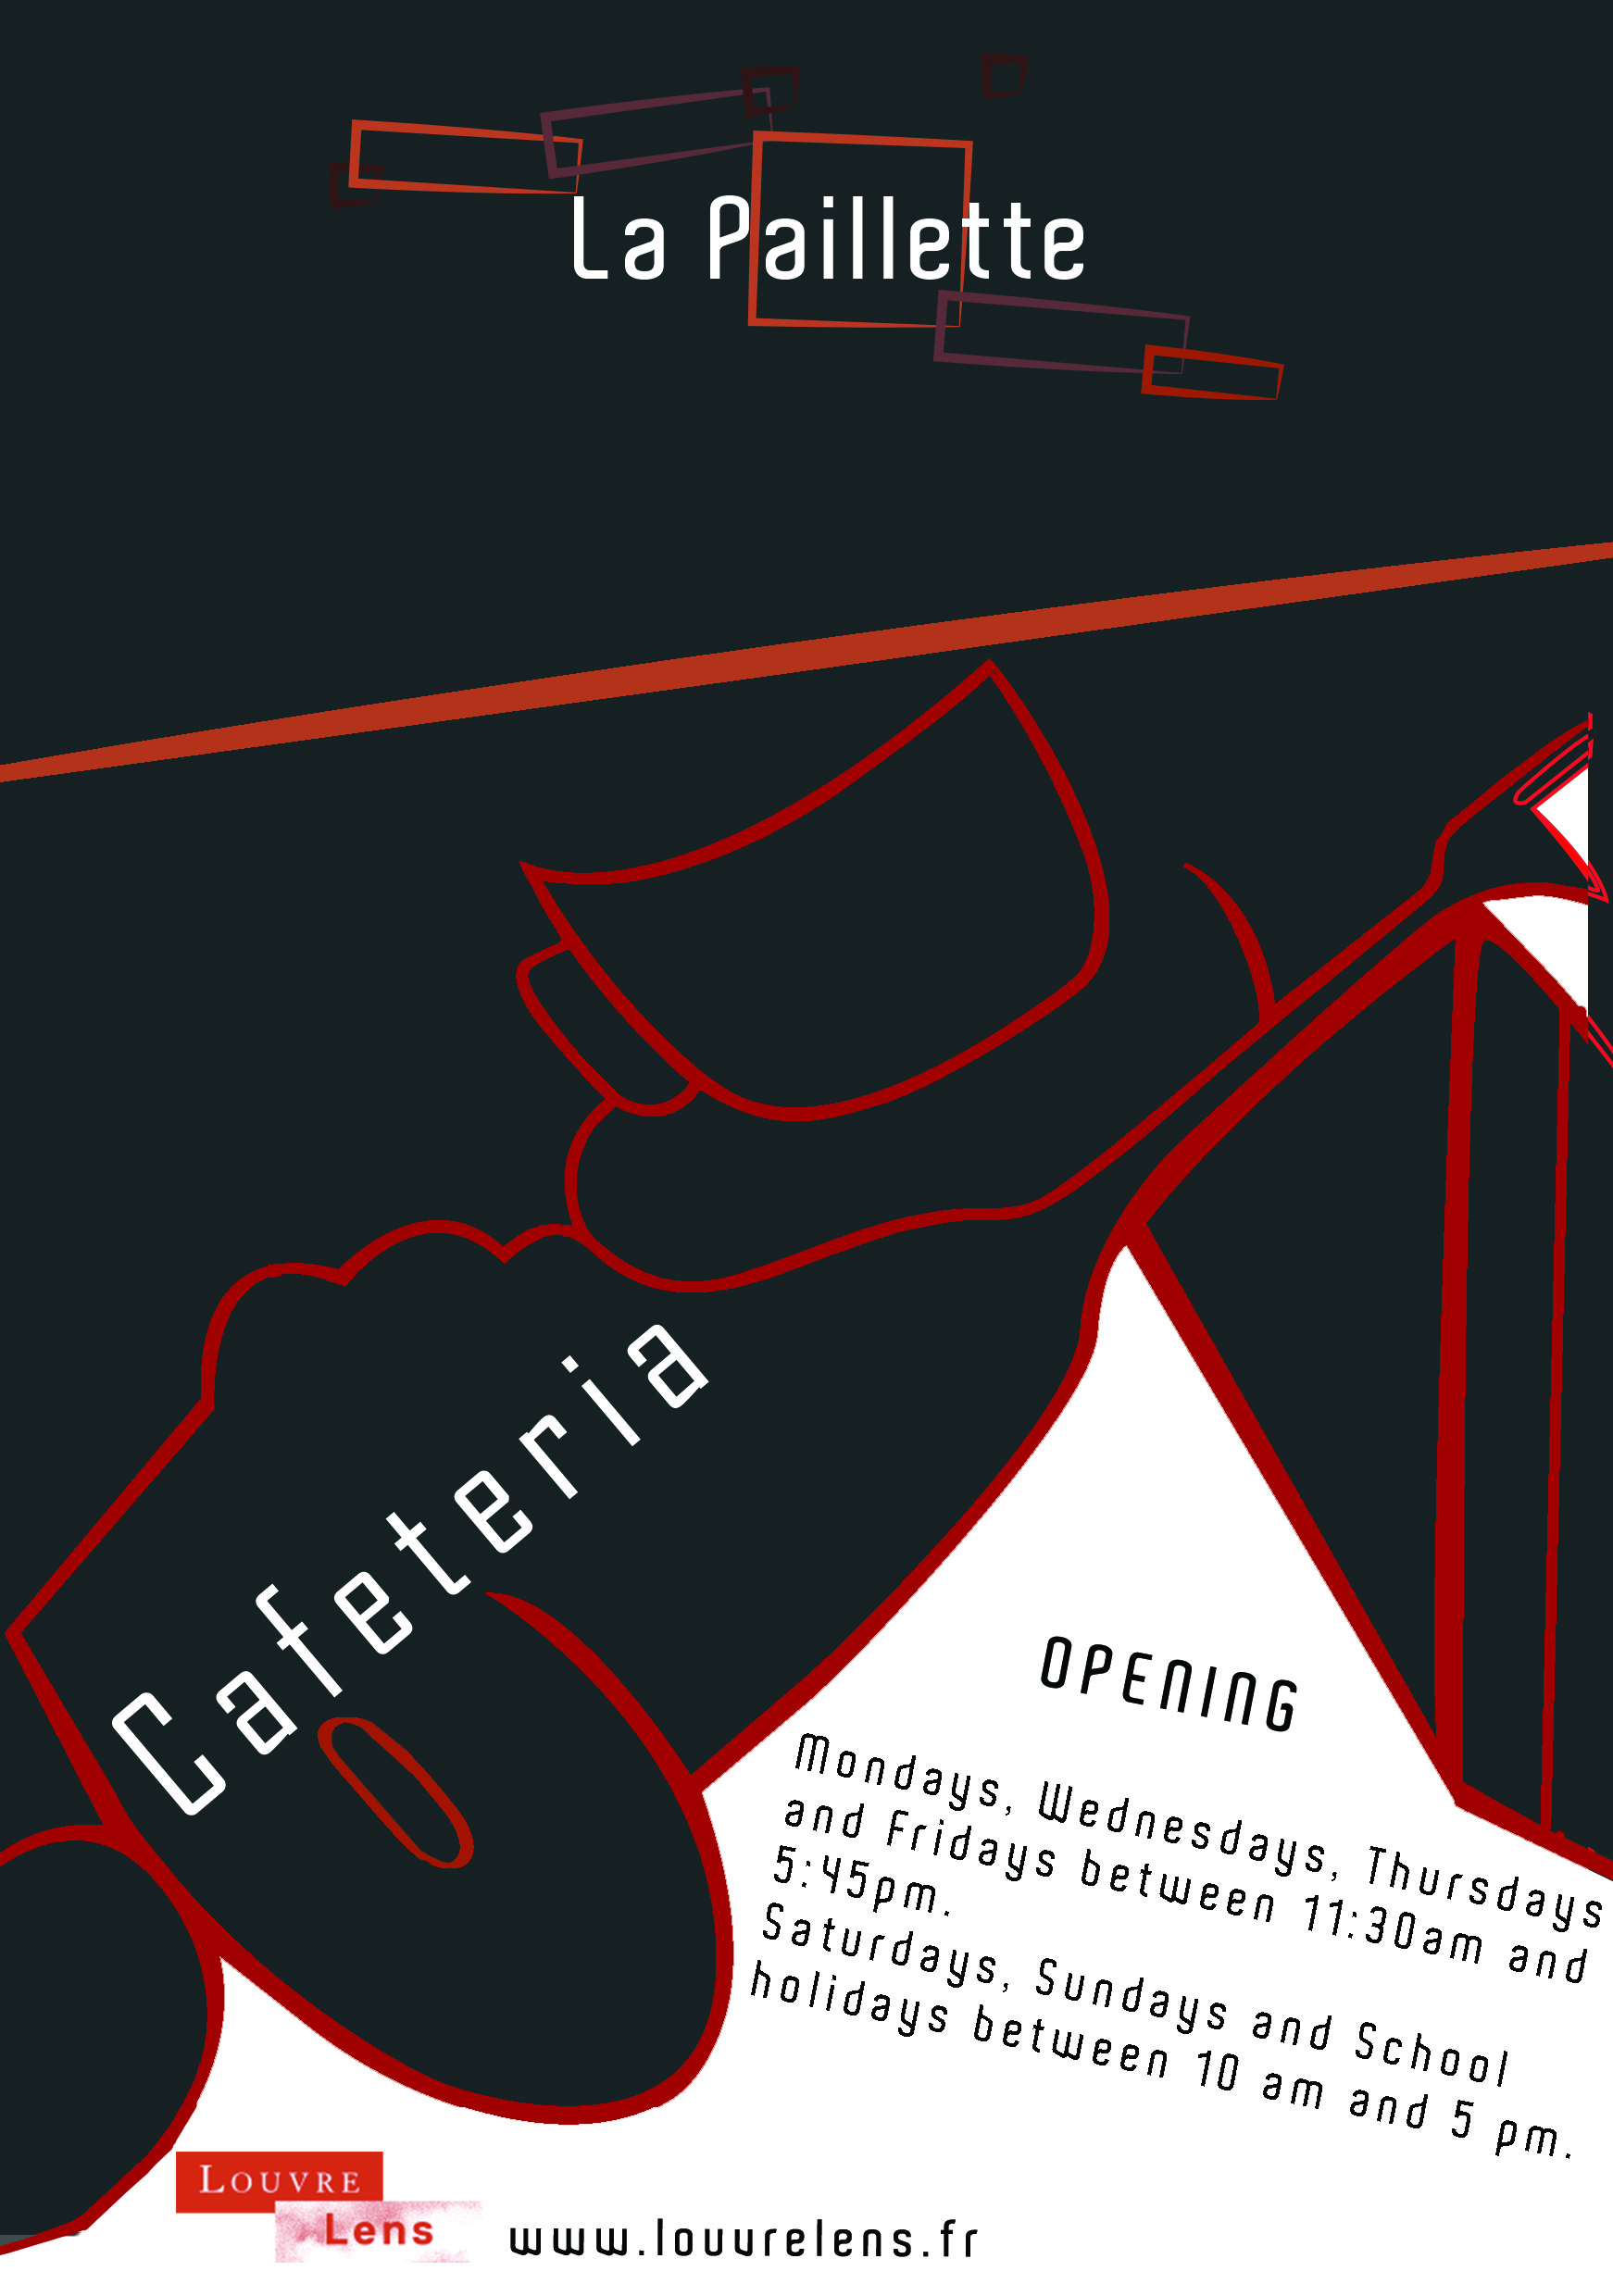 La Paillette
Cafeteria
OPENING
Mondays, Wednesdays, Thursdays
and Fridays between 11:30am and
5:45pm.
Saturdays, Sundays and School
holidays between 10 am and 5 pm.
LOUVRE
Lens
www.louvrelens.fr